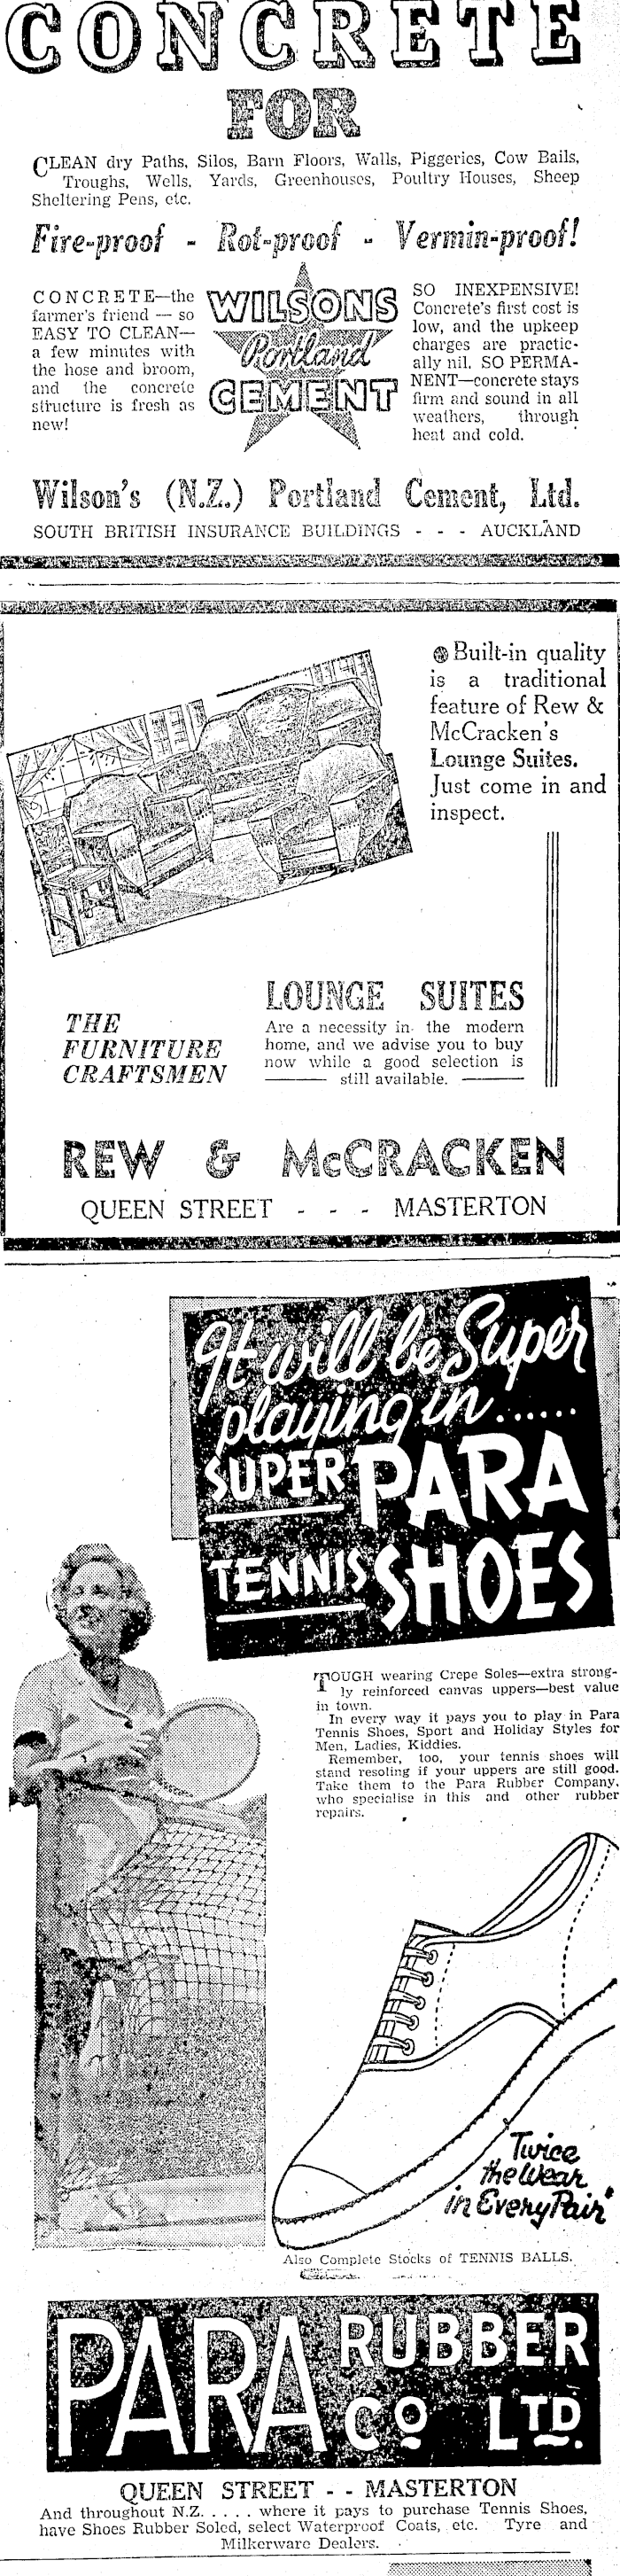 CONCRETE
FOR
CLEAN dry Paths, Silos, Barn Floors, Walls, Piggeries, Cow Bails,
Troughs, Wells, Yards, Greenhouses, Poultry Houses, Sheep
Sheltering Pens, etc.
Fire-proof - Rot-proof - Vermin-proof!
CONCRETE—the
farmer's friend — so
EASY TO CLEAN—
a few minutes with
the hose and broom,
and the concrete
structure is fresh as
new!
WILSONS
Portland
CEMENT
SO INEXPENSIVE!
Concrete's first cost is
low, and the upkeep
charges are practic-
ally nil. SO PERMA-
NENT—concrete stays
firm and sound in all
weathers, through
heat and cold.
Wilson's (N.Z.) Portland Cement, Ltd.
SOUTH BRITISH INSURANCE BUILDINGS - - - AUCKLAND
Built-in quality
is a traditional
feature of Rew &
McCracken's
Lounge Suites.
Just come in and
inspect.
THE
FURNITURE
CRAFTSMEN
LOUNGE SUITES
Are a necessity in the modern
home, and we advise you to buy
now while a good selection is
still available.
REW & McCRACKEN
QUEEN STREET - - - MASTERTON
It will be Super
playing in......
SUPER PARA
TENNIS SHOES
TOUGH wearing Crepe Soles—extra strong-
ly reinforced canvas uppers—best value
in town.
In every way it pays you to play in Para
Tennis Shoes, Sport and Holiday Styles for
Men, Ladies, Kiddies.
Remember, too, your tennis shoes will
stand resoling if your uppers are still good.
Take them to the Para Rubber Company,
who specialise in this and other rubber
repairs.
Twice
the Wear
in Every Pair"
Also Complete Stocks of TENNIS BALLS.
PARA RUBBER
CO LTD.
QUEEN STREET - - MASTERTON
And throughout N.Z. . . . . where it pays to purchase Tennis Shoes,
have Shoes Rubber Soled, select Waterproof Coats, etc. Tyre and
Milkerware Dealers.